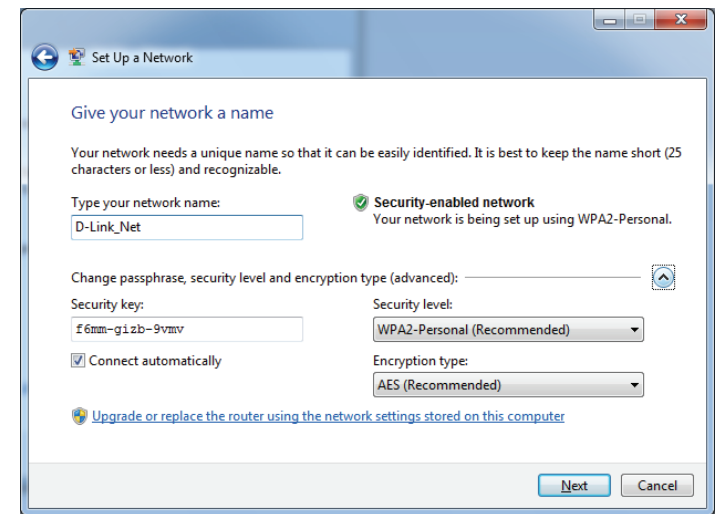 Set Up a Network
Give your network a name
Your network needs a unique name so that it can be easily identified. It is best to keep the name short (25
characters or less) and recognizable.
Type your network name:
D-Link_Net
Security-enabled network
Your network is being set up using WPA2-Personal.
Change passphrase, security level and encryption type (advanced):
Security key:
f6mm-gizb-9vmv
Security level:
WPA2-Personal (Recommended)
Connect automatically
Encryption type:
AES (Recommended)
Upgrade or replace the router using the network settings stored on this computer
Next
Cancel